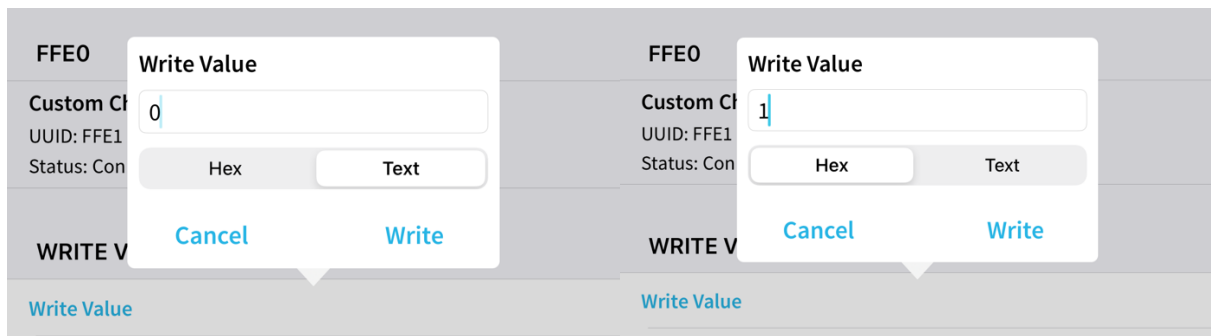 FFE0
Write Value
Custom Ch
0
UUID: FFE1
Status: Con
Hex
Text
Cancel
Write
WRITE V
Write Value
FFE0
Write Value
Custom Ch
1
UUID: FFE1
Status: Con
Hex
Text
Cancel
Write
WRITE V
Write Value